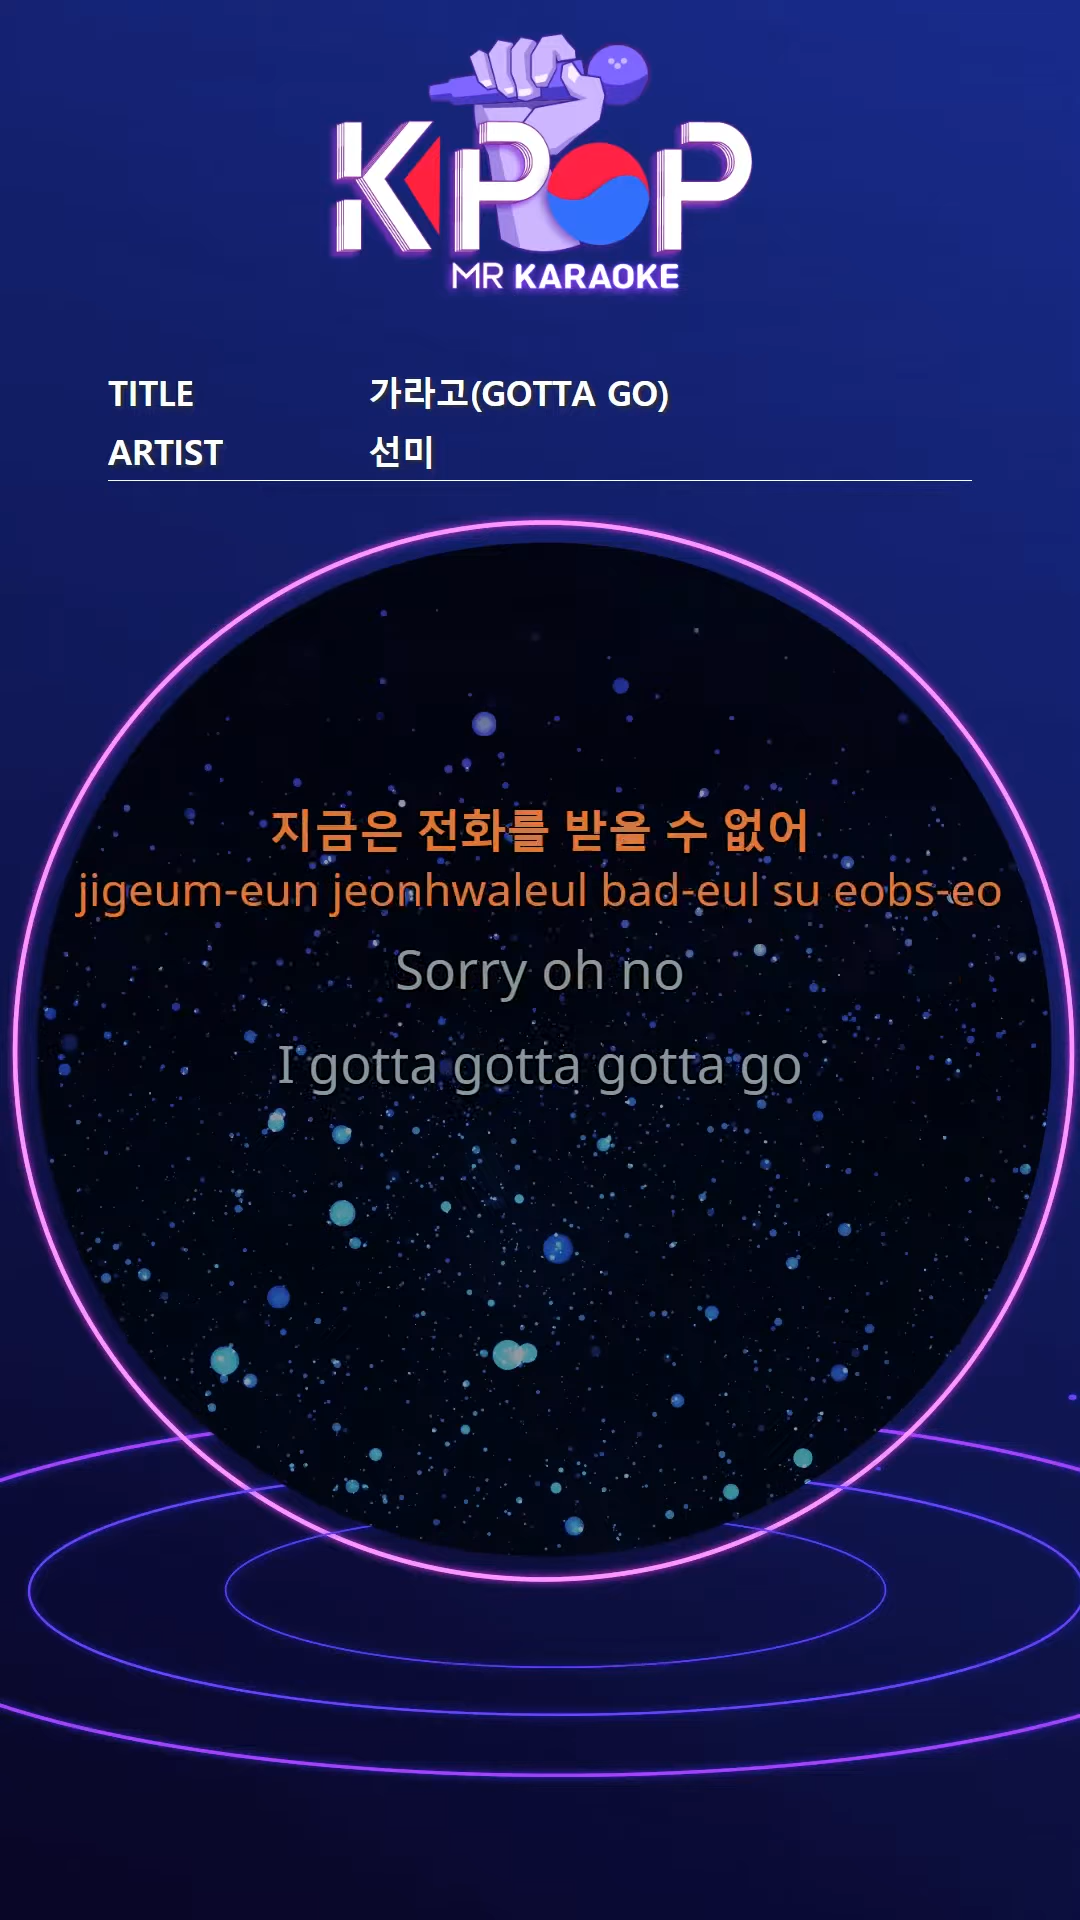 KPOP
MR KARAOKE
TITLE 가라고(GOTTA GO)
ARTIST 선미
지금은 전화를 받을 수 없어
jigeum-eun jeonhwaleul bad-eul su eobs-eo
Sorry oh no
I gotta gotta gotta go